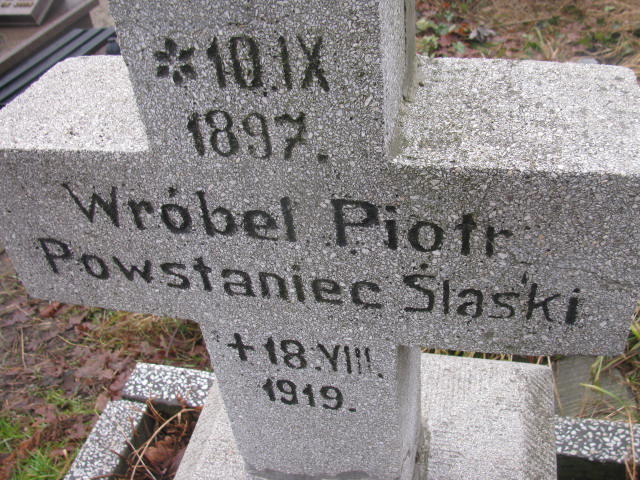 * 10.IX
1897.
Wróbel Piotr
Powstaniec Śląski
+ 18.VIII.
1919.